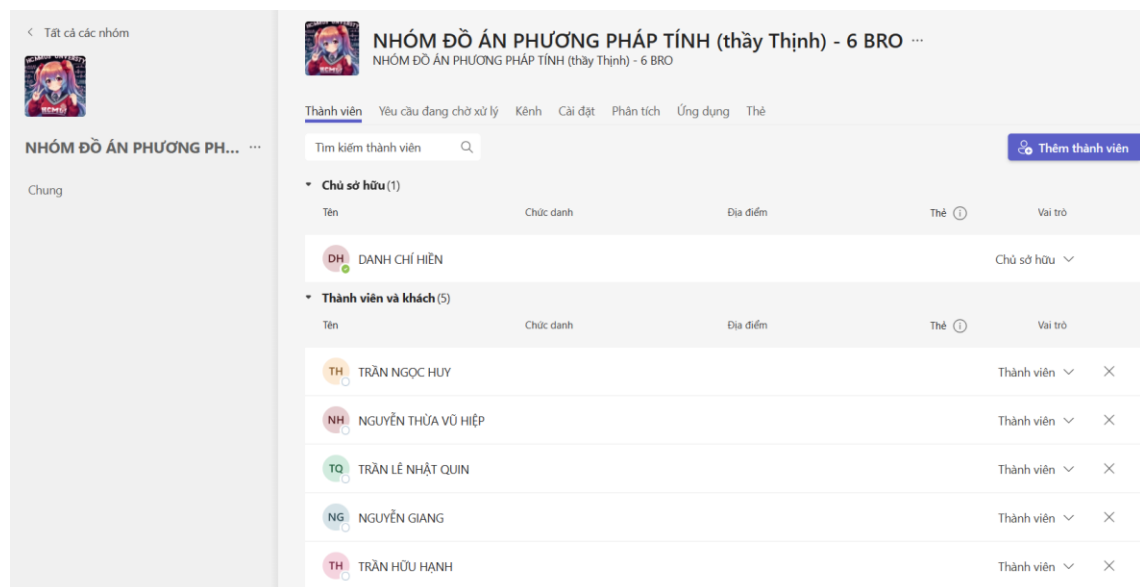 Tất cả các nhóm
NHÓM ĐỒ ÁN PHƯƠNG PH... ···
Chung
NHÓM ĐỒ ÁN PHƯƠNG PHÁP TÍNH (thầy Thịnh) - 6 BRO ···
NHÓM ĐỒ ÁN PHƯƠNG PHÁP TÍNH (thầy Thịnh) - 6 BRO
Thành viên Yêu cầu đang chờ xử lý Kênh Cài đặt Phân tích Ứng dụng Thẻ
Tìm kiếm thành viên Thêm thành viên
Chủ sở hữu (1)
Tên Chức danh Địa điểm Thẻ Vai trò
DH DANH CHÍ HIỀN Chủ sở hữu
Thành viên và khách (5)
Tên Chức danh Địa điểm Thẻ Vai trò
TH TRẦN NGỌC HUY Thành viên
NH NGUYỄN THỪA VŨ HIỆP Thành viên
TQ TRẦN LÊ NHẬT QUIN Thành viên
NG NGUYỄN GIANG Thành viên
TH TRẦN HỮU HẠNH Thành viên